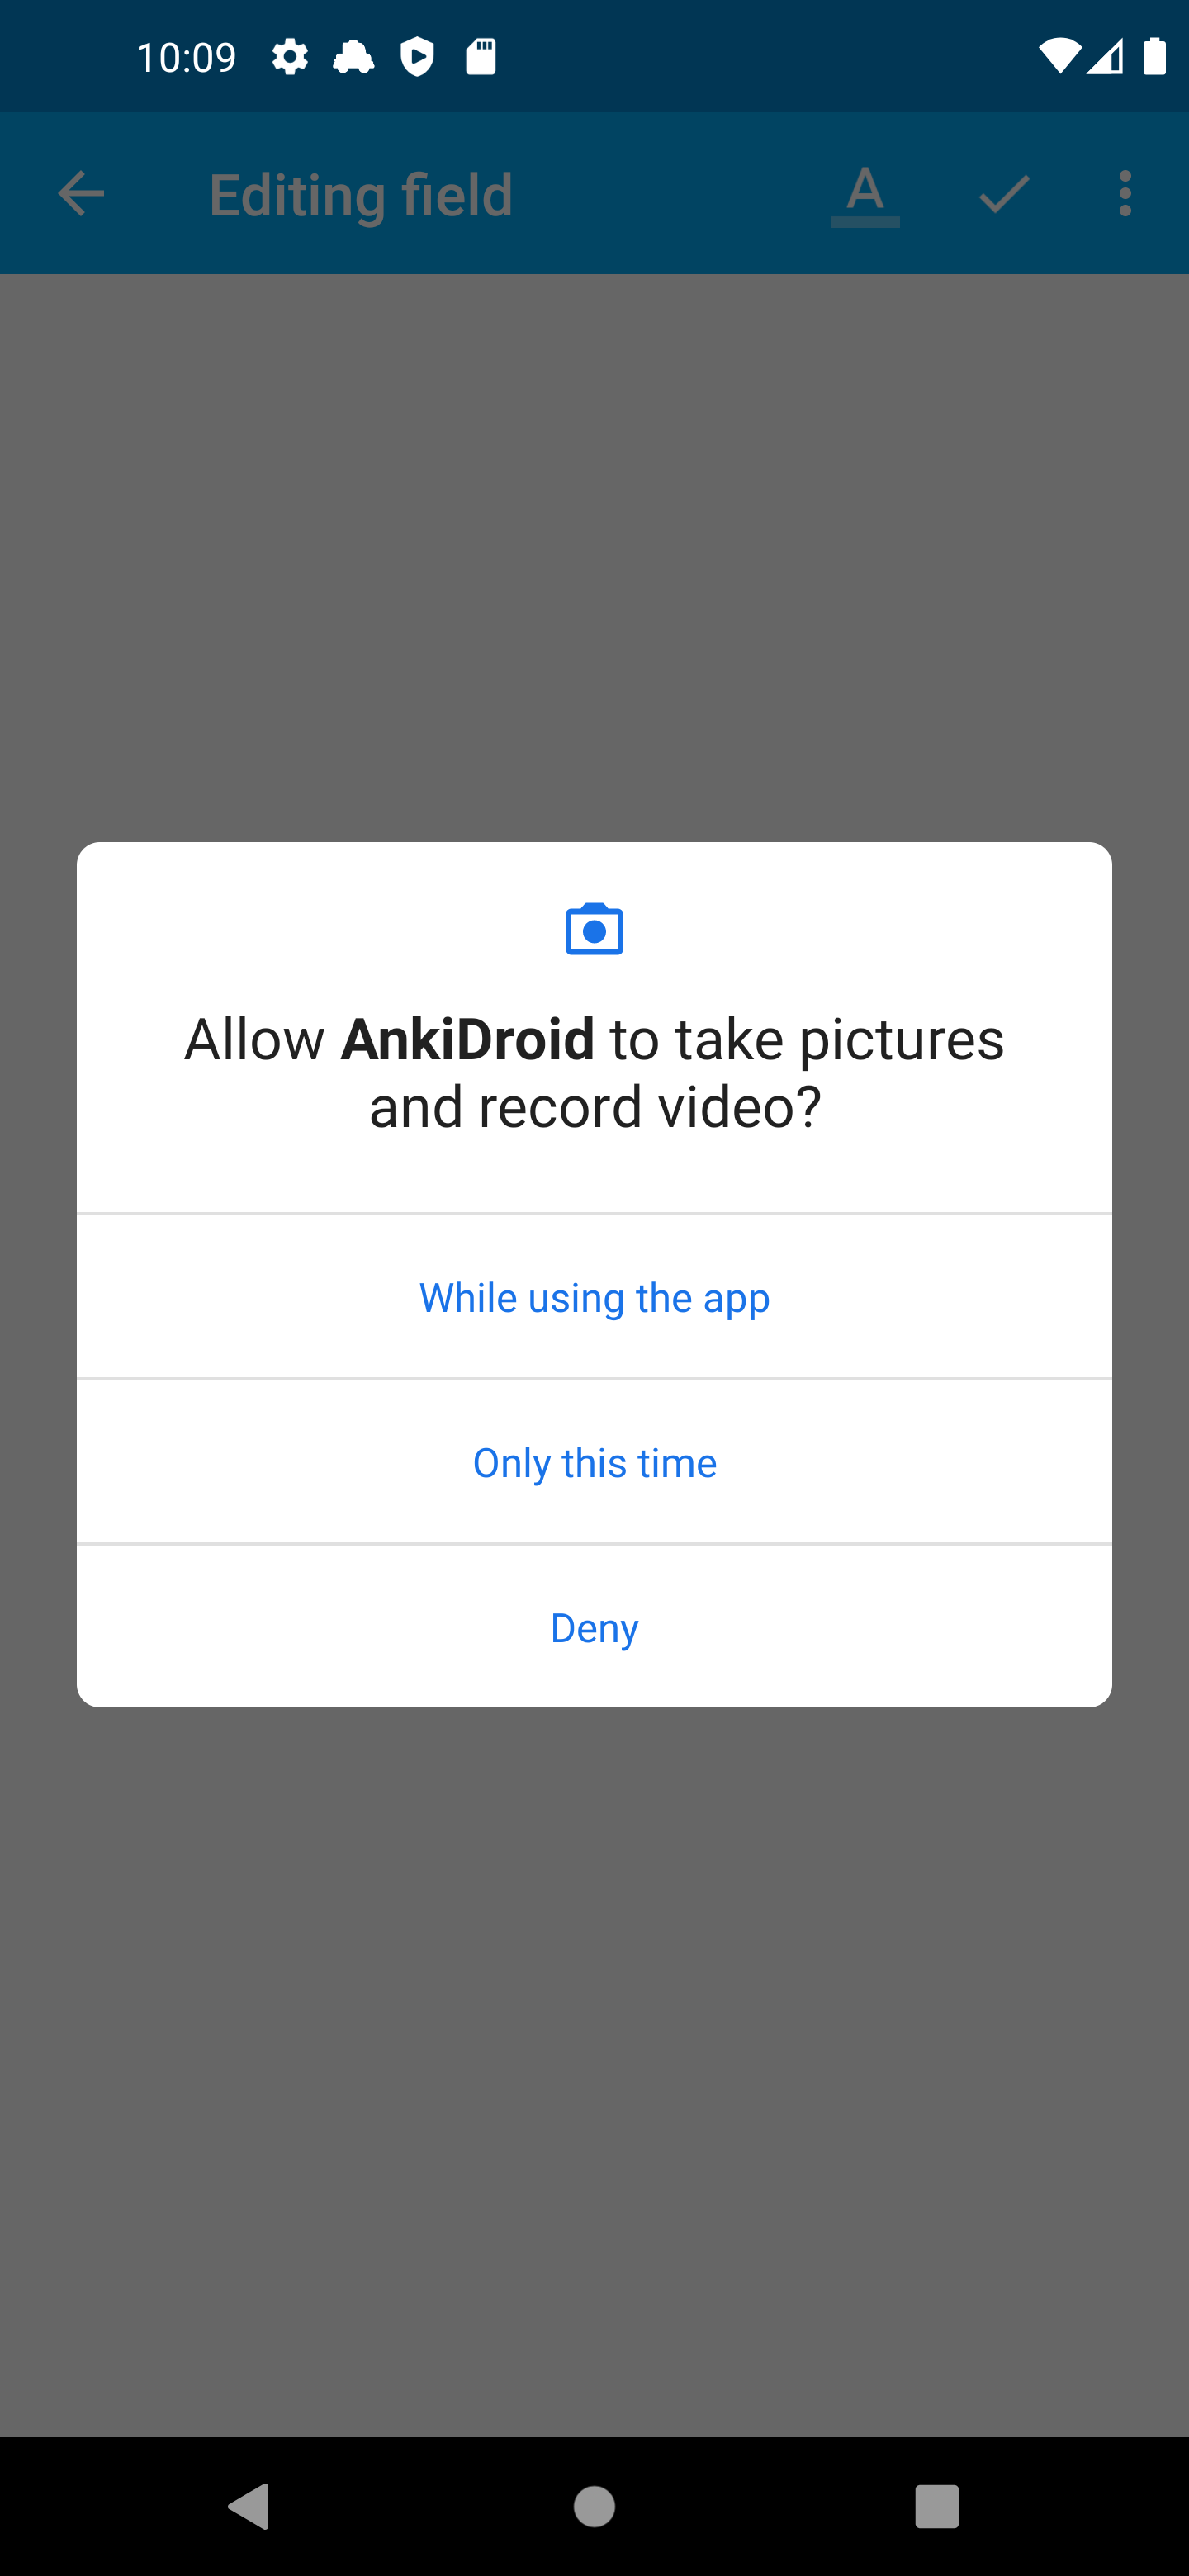 10:09
Editing field
A
Allow AnkiDroid to take pictures
and record video?
While using the app
Only this time
Deny